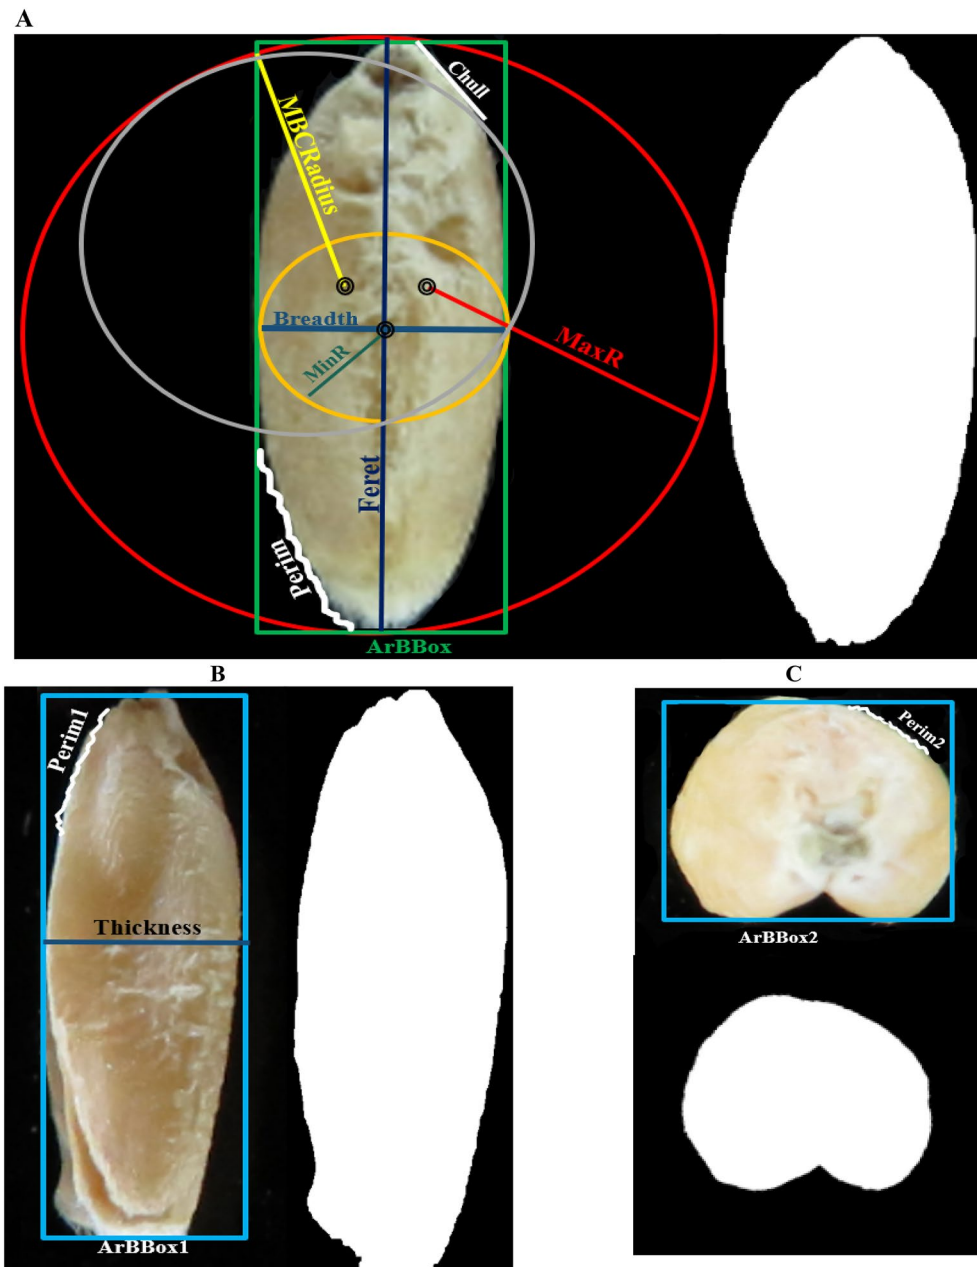 A
Chull
MBCRadius
Breadth
MinR
MaxR
Feret
Perim
ArBBox
B
C
Perim1
Perim2
Thickness
ArBBox2
ArBBox1